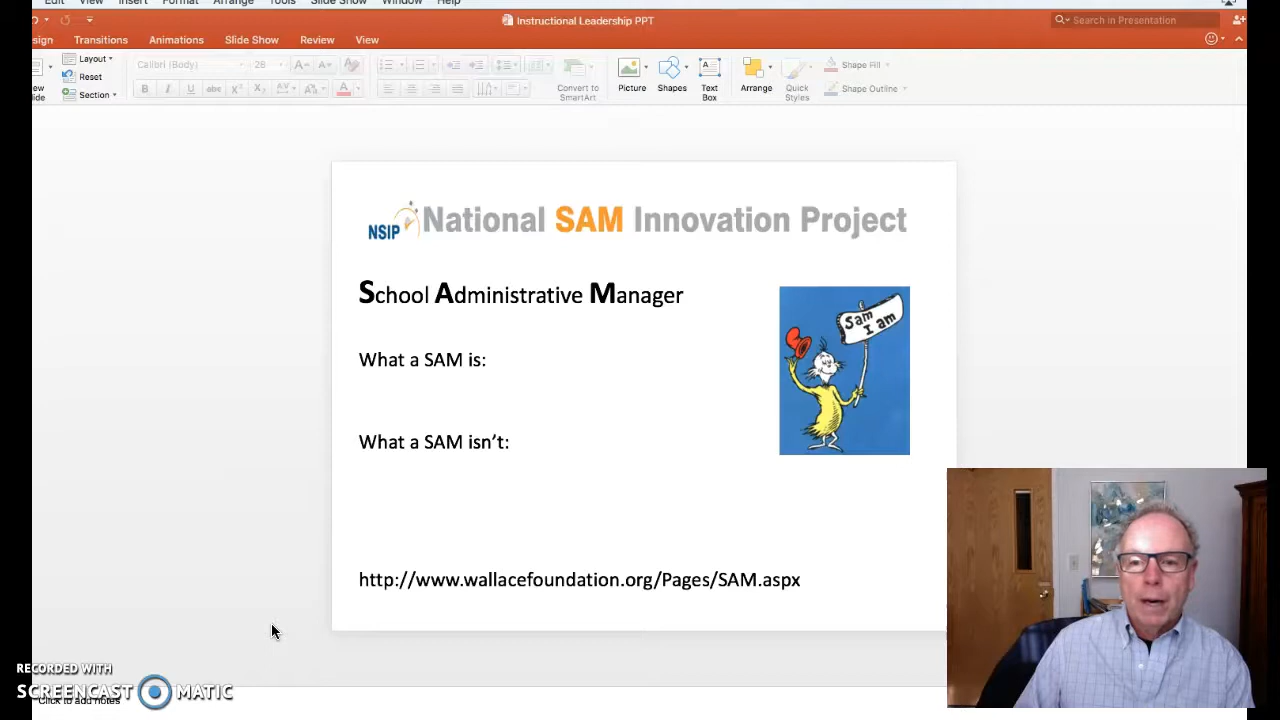 Edit View Insert Format Arrange Tools Slide Show Window Help
Instructional Leadership PPT
Search in Presentation
Transitions Animations Slide Show Review View
Layout
Reset
Section
Calibri (Body) 28
Convert to
SmartArt
Picture Shapes Text
Box
Arrange Quick
Styles
Shape Fill
Shape Outline
NSIP National SAM Innovation Project
School Administrative Manager
Sam
I am
What a SAM is:
What a SAM isn't:
http://www.wallacefoundation.org/Pages/SAM.aspx
RECORDED WITH
SCREENCAST MATIC
Click to add notes